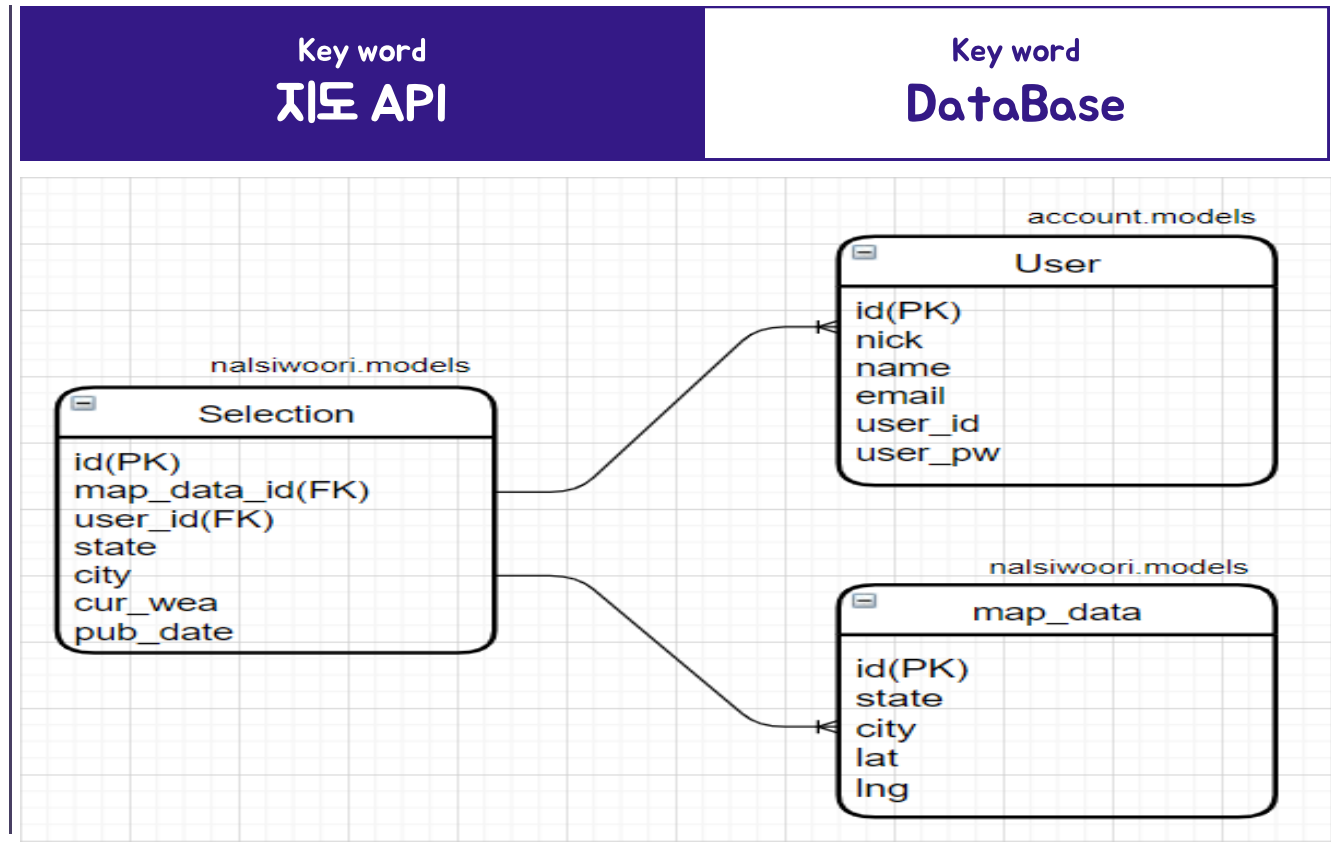 Key word
지도 API
Key word
DataBase
nalsiwoori.models
Selection
id(PK)
map_data_id(FK)
user_id(FK)
state
city
cur_wea
pub_date
account.models
User
id(PK)
nick
name
email
user_id
user_pw
nalsiwoori.models
map_data
id(PK)
state
city
lat
lng